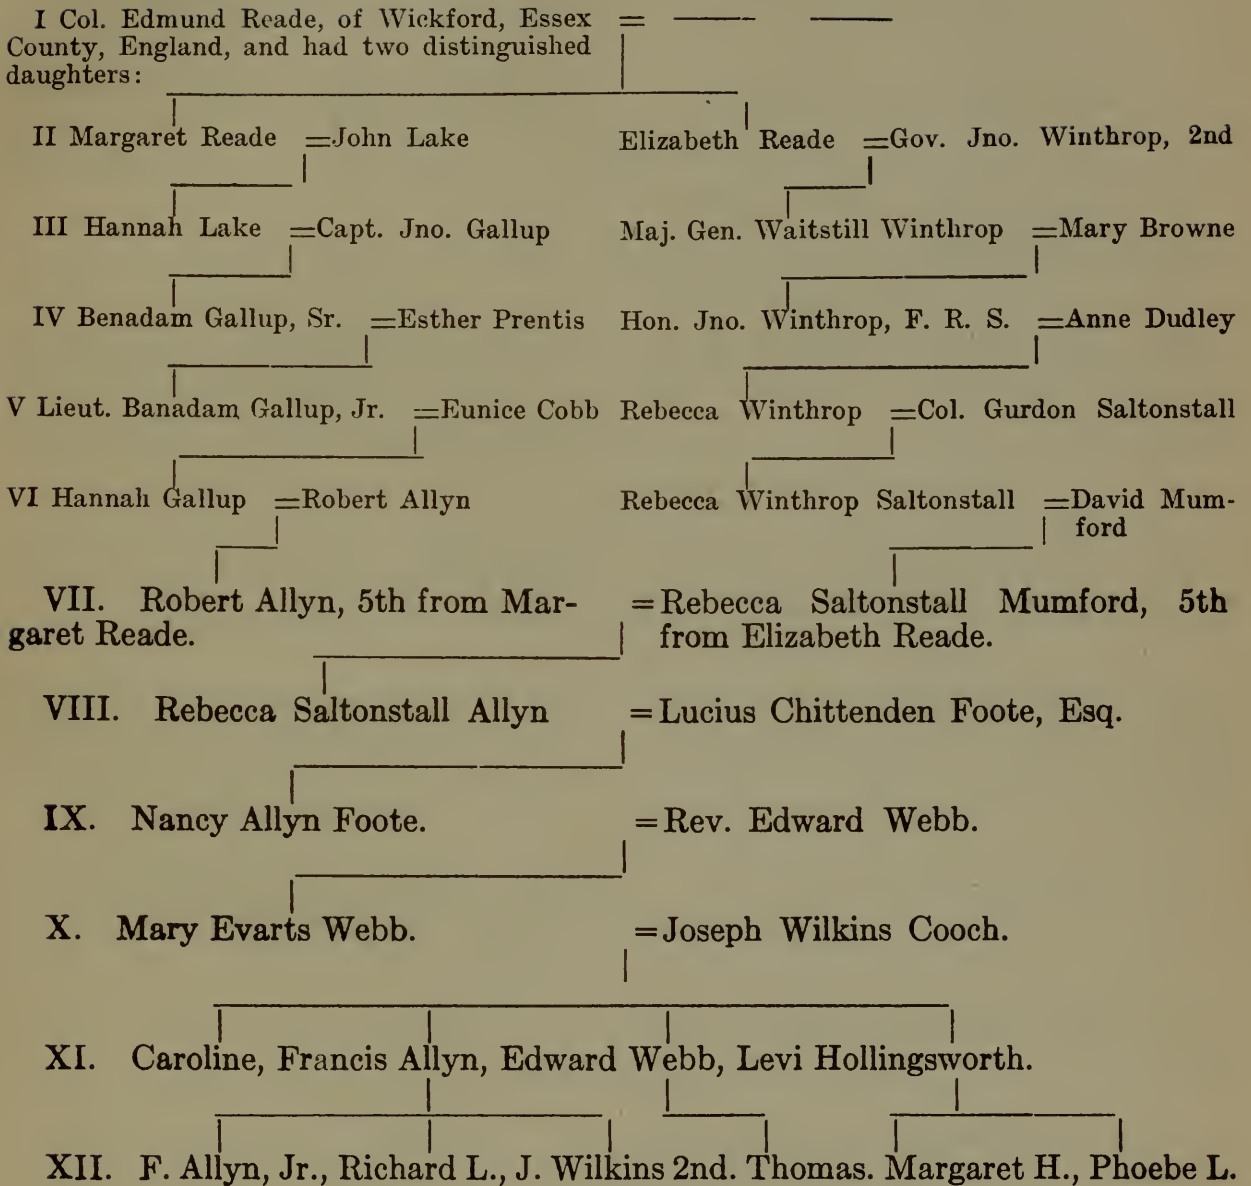 I Col. Edmund Reade, of Wickford, Essex = —— ——
County, England, and had two distinguished
daughters:
II Margaret Reade =John Lake Elizabeth Reade =Gov. Jno. Winthrop, 2nd
III Hannah Lake =Capt. Jno. Gallup Maj. Gen. Waitstill Winthrop =Mary Browne
IV Benadam Gallup, Sr. =Esther Prentis Hon. Jno. Winthrop, F. R. S. =Anne Dudley
V Lieut. Banadam Gallup, Jr. =Eunice Cobb Rebecca Winthrop =Col. Gurdon Saltonstall
VI Hannah Gallup =Robert Allyn Rebecca Winthrop Saltonstall =David Mum-
ford
VII. Robert Allyn, 5th from Mar- =Rebecca Saltonstall Mumford, 5th
garet Reade. from Elizabeth Reade.
VIII. Rebecca Saltonstall Allyn =Lucius Chittenden Foote, Esq.
IX. Nancy Allyn Foote. =Rev. Edward Webb.
X. Mary Evarts Webb. =Joseph Wilkins Cooch.
XI. Caroline, Francis Allyn, Edward Webb, Levi Hollingsworth.
XII. F. Allyn, Jr., Richard L., J. Wilkins 2nd. Thomas. Margaret H., Phoebe L.